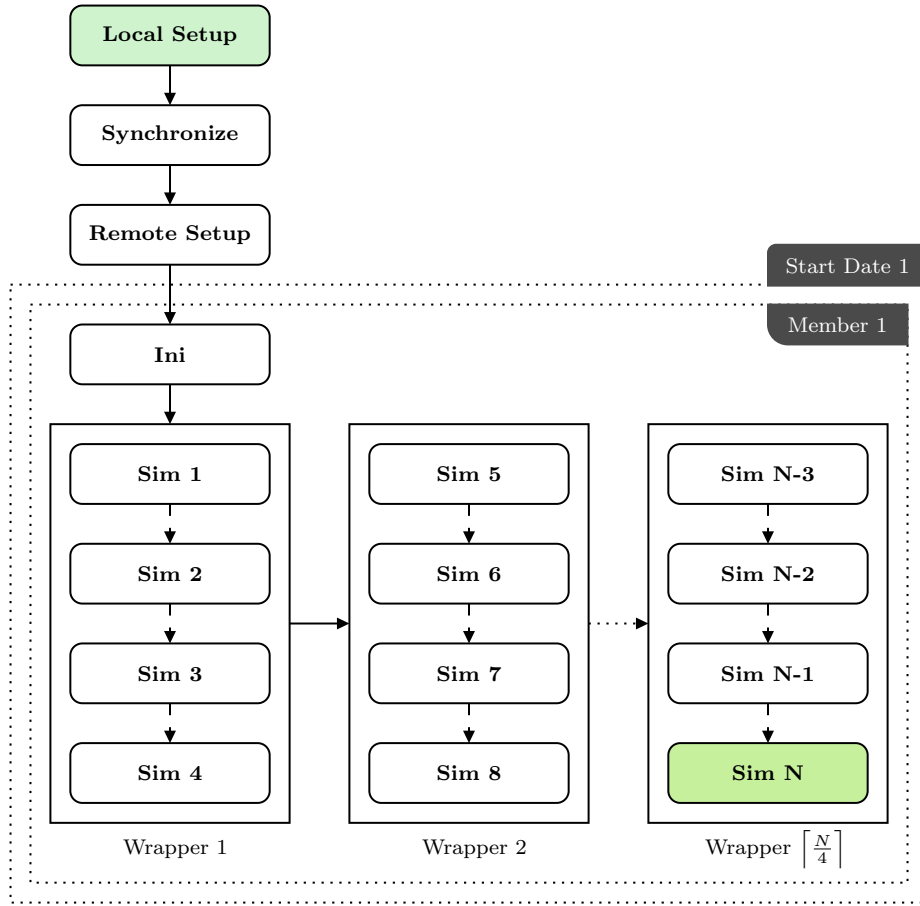 Local Setup
Synchronize
Remote Setup
Start Date 1
Member 1
Ini
Sim 1
Sim 2
Sim 3
Sim 4
Wrapper 1
Sim 5
Sim 6
Sim 7
Sim 8
Wrapper 2
Sim N-3
Sim N-2
Sim N-1
Sim N
Wrapper ⌈N/4⌉